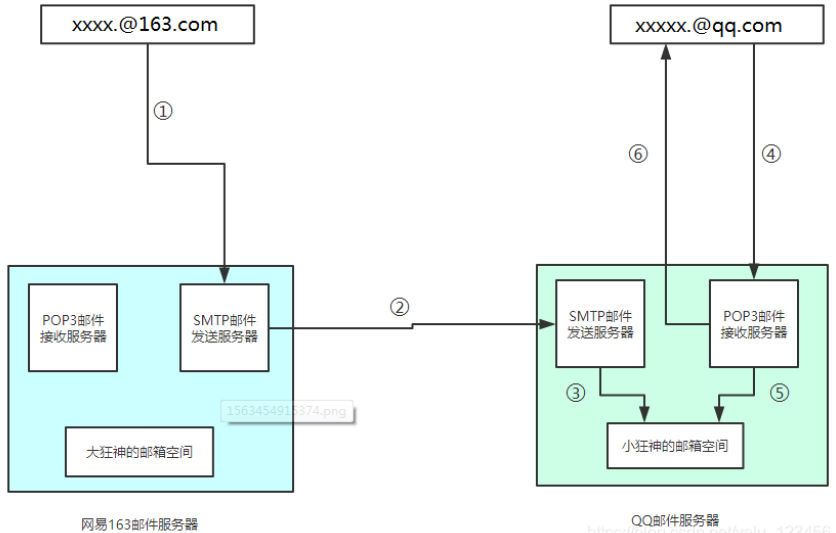 xxxx.@163.com
xxxxx.@qq.com
①
⑥
④
POP3邮件
接收服务器
SMTP邮件
发送服务器
②
SMTP邮件
发送服务器
POP3邮件
接收服务器
③
⑤
1563454915374.png
大狂神的邮箱空间
小狂神的邮箱空间
网易163邮件服务器
QQ邮件服务器